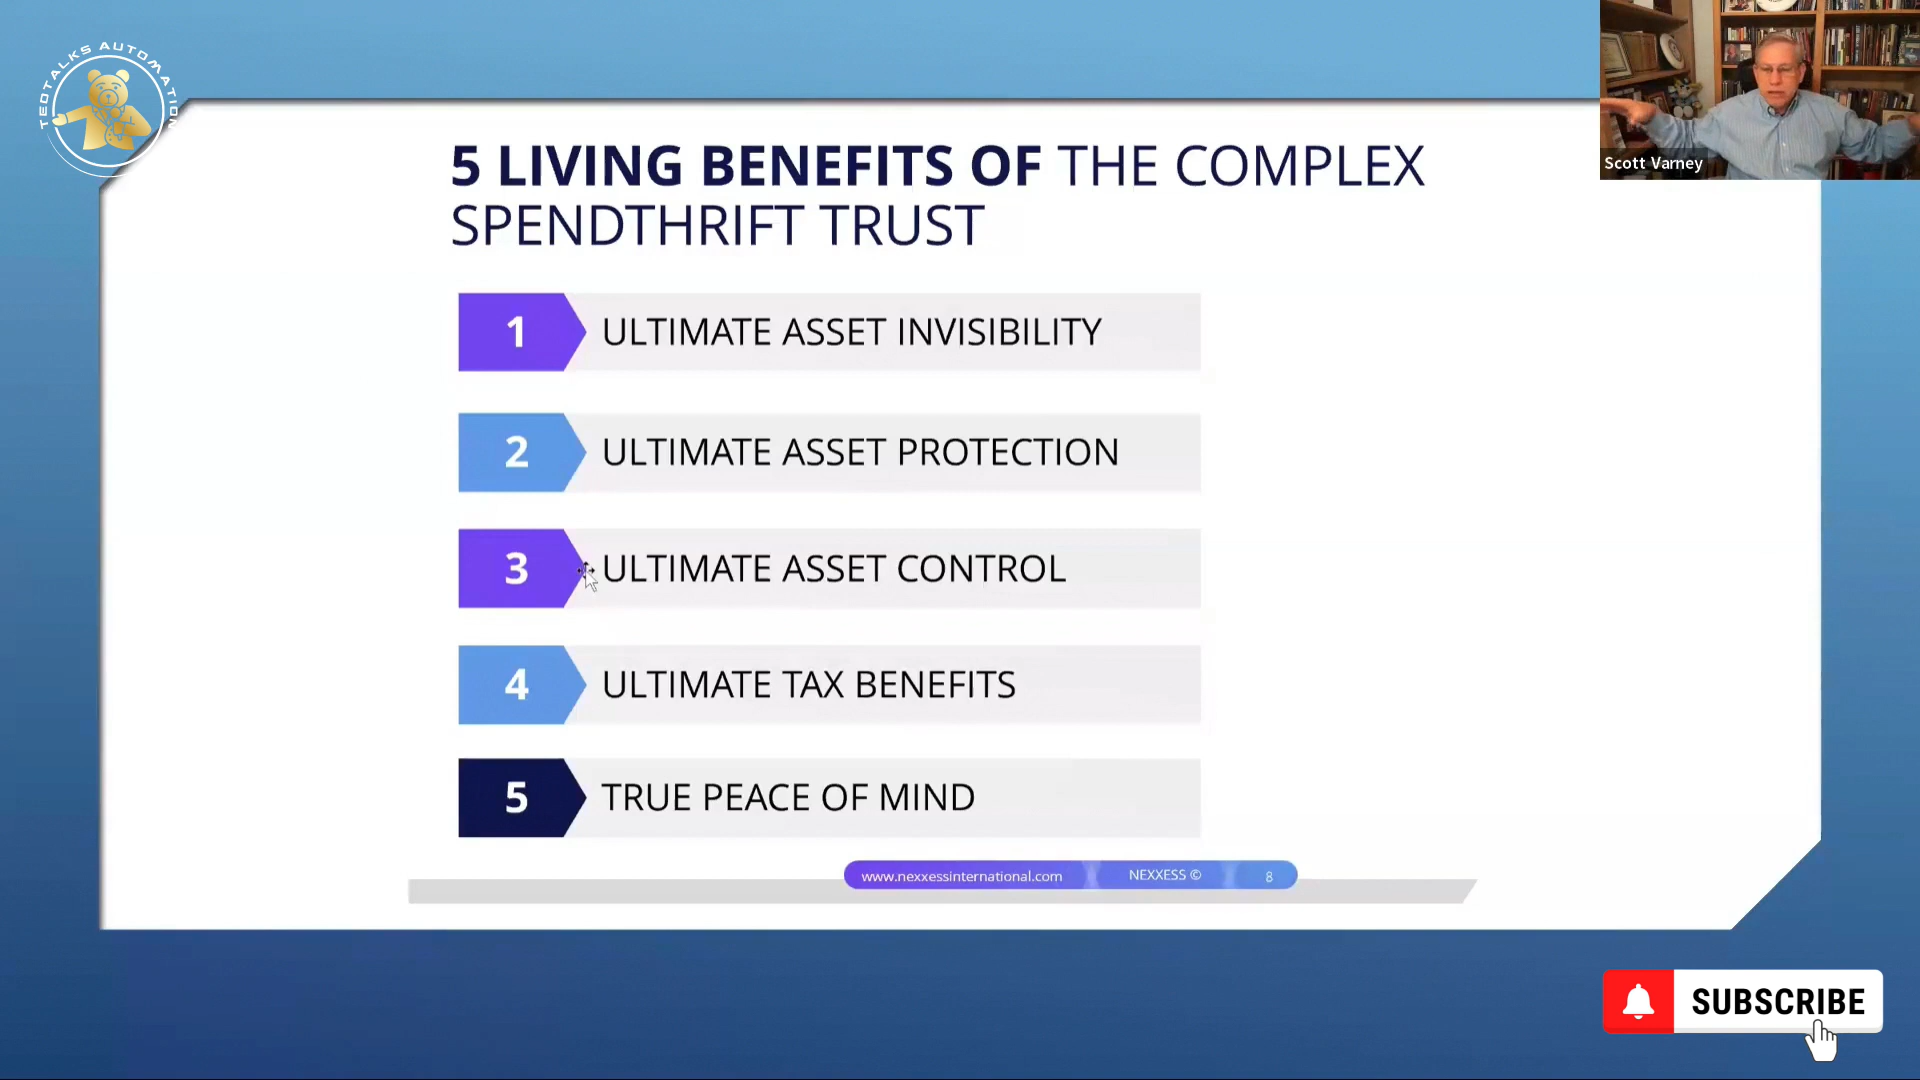 TEDTALKS AUTOMATION
Scott Varney
5 LIVING BENEFITS OF THE COMPLEX
SPENDTHRIFT TRUST
1 ULTIMATE ASSET INVISIBILITY
2 ULTIMATE ASSET PROTECTION
3 ULTIMATE ASSET CONTROL
4 ULTIMATE TAX BENEFITS
5 TRUE PEACE OF MIND
www.nexxessinternational.com NEXXESS © 8
SUBSCRIBE